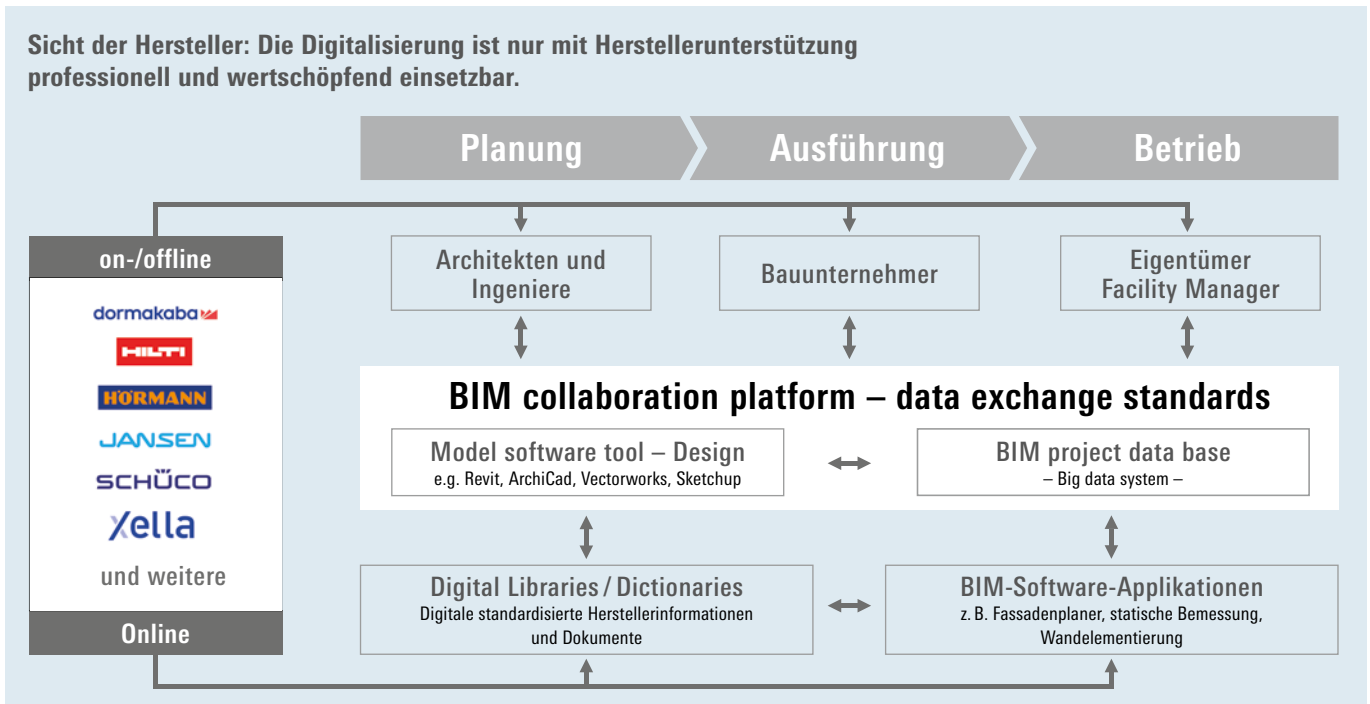 Sicht der Hersteller: Die Digitalisierung ist nur mit Herstellerunterstützung
professionell und wertschöpfend einsetzbar.
Planung
Ausführung
Betrieb
on-/offline
dormakaba
HILTI
HÖRMANN
JANSEN
SCHÜCO
Xella
und weitere
Online
Architekten und
Ingeniere
Bauunternehmer
Eigentümer
Facility Manager
BIM collaboration platform – data exchange standards
Model software tool – Design
e.g. Revit, ArchiCad, Vectorworks, Sketchup
BIM project data base
– Big data system –
Digital Libraries / Dictionaries
Digitale standardisierte Herstellerinformationen
und Dokumente
BIM-Software-Applikationen
z. B. Fassadenplaner, statische Bemessung,
Wandelementierung